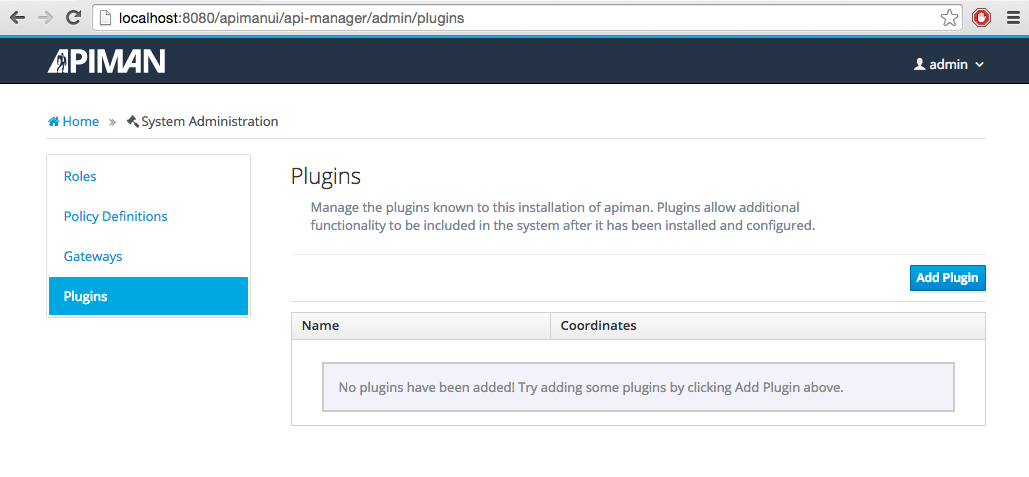 localhost:8080/apimanui/api-manager/admin/plugins
APIMAN
admin
Home » System Administration
Roles
Policy Definitions
Gateways
Plugins
Plugins
Manage the plugins known to this installation of apiman. Plugins allow additional
functionality to be included in the system after it has been installed and configured.
Add Plugin
Name Coordinates
No plugins have been added! Try adding some plugins by clicking Add Plugin above.